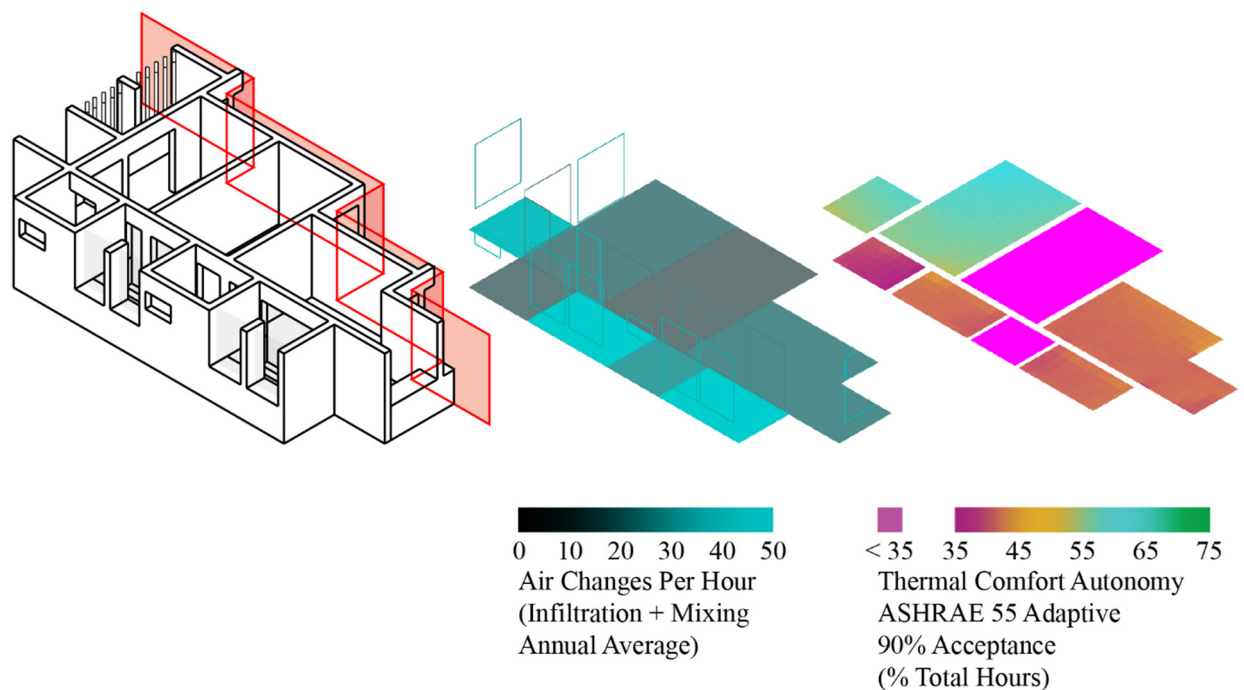 0 10 20 30 40 50
Air Changes Per Hour
(Infiltration + Mixing
Annual Average)
< 35 35 45 55 65 75
Thermal Comfort Autonomy
ASHRAE 55 Adaptive
90% Acceptance
(% Total Hours)